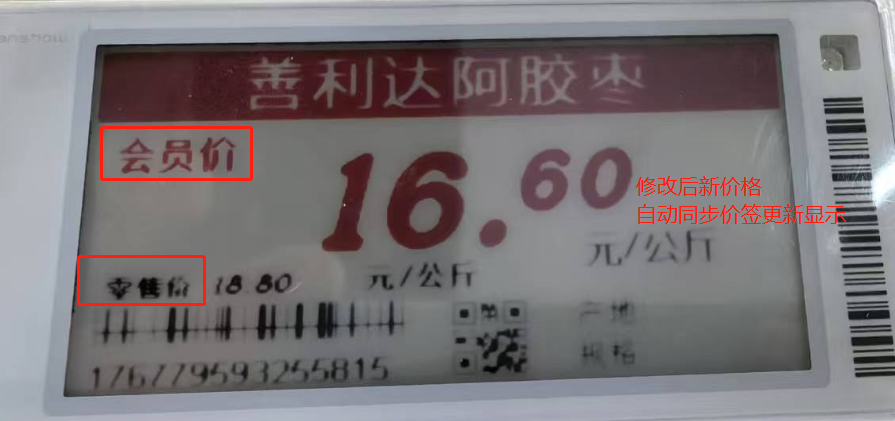 善利达阿胶枣
会员价
16.60
修改后新价格
自动同步价签更新显示
元/公斤
零售价 18.80 元/公斤
176779593255815
产地
规格